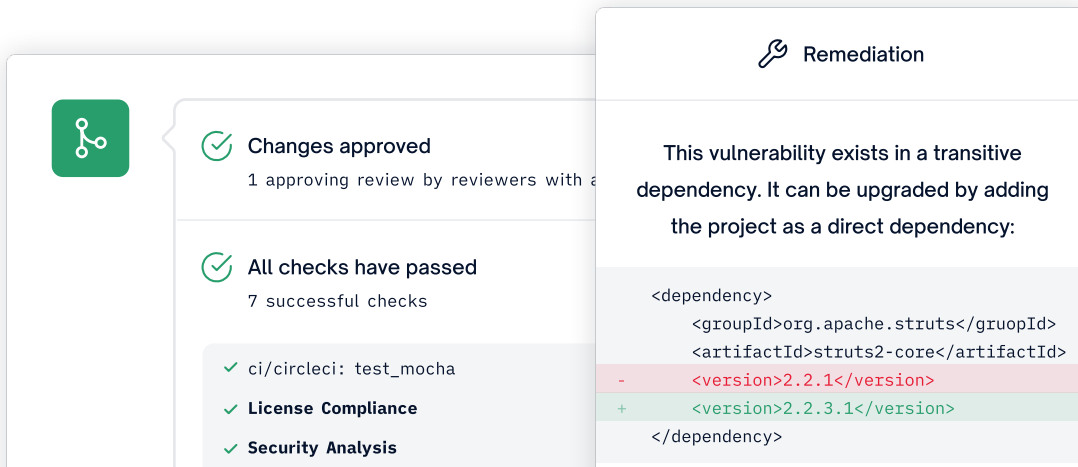 Changes approved
1 approving review by reviewers with
All checks have passed
7 successful checks
ci/circleci: test_mocha
License Compliance
Security Analysis
Remediation
This vulnerability exists in a transitive
dependency. It can be upgraded by adding
the project as a direct dependency:
<dependency>
<groupId>org.apache.struts</gruopId>
<artifactId>struts2-core</artifactId>
- <version>2.2.1</version>
+ <version>2.2.3.1</version>
</dependency>